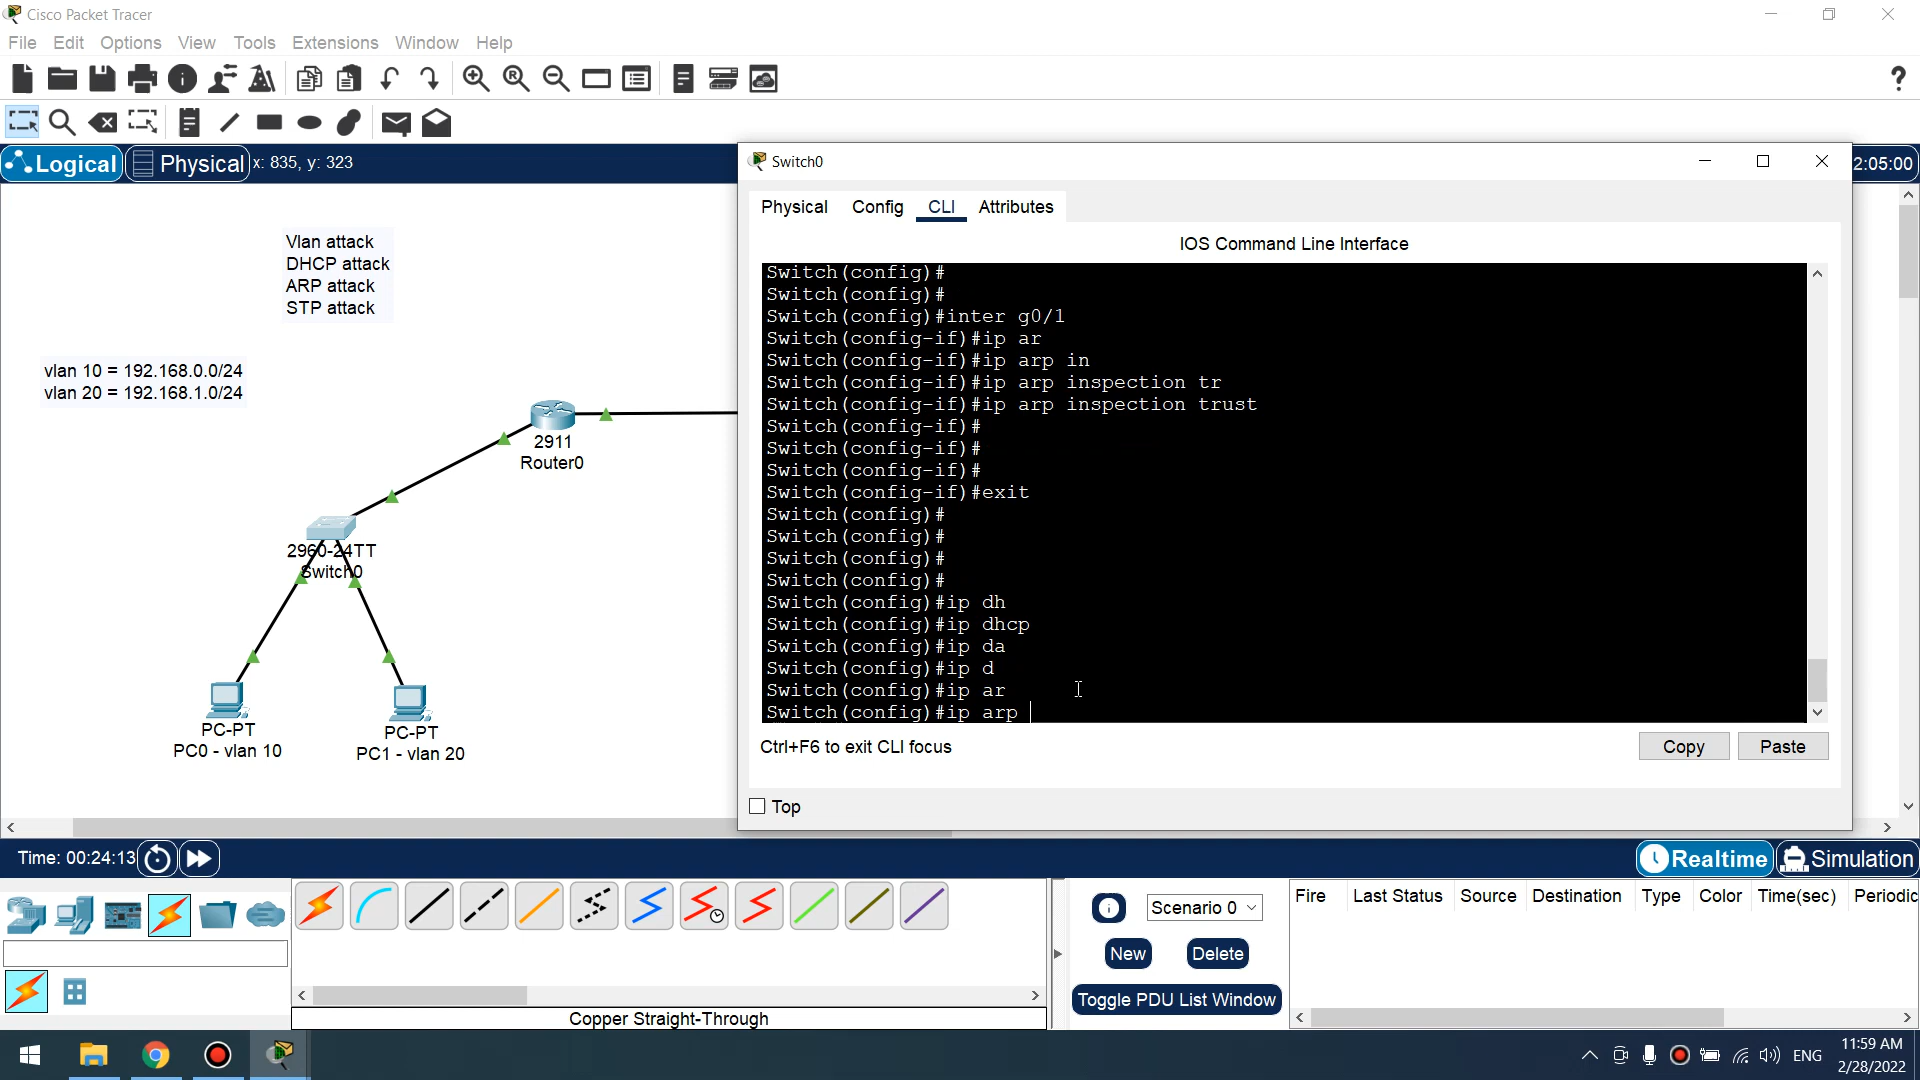 Cisco Packet Tracer
File Edit Options View Tools Extensions Window Help
Logical Physical x: 835, y: 323
2:05:00
Vlan attack
DHCP attack
ARP attack
STP attack
vlan 10 = 192.168.0.0/24
vlan 20 = 192.168.1.0/24
2911
Router0
2960-24TT
Switch0
PC-PT
PC0 - vlan 10
PC-PT
PC1 - vlan 20
Switch0
Physical Config CLI Attributes
IOS Command Line Interface
Switch(config)#
Switch(config)#
Switch(config)#inter g0/1
Switch(config-if)#ip ar
Switch(config-if)#ip arp in
Switch(config-if)#ip arp inspection tr
Switch(config-if)#ip arp inspection trust
Switch(config-if)#
Switch(config-if)#
Switch(config-if)#
Switch(config-if)#exit
Switch(config)#
Switch(config)#
Switch(config)#
Switch(config)#
Switch(config)#ip dh
Switch(config)#ip dhcp
Switch(config)#ip da
Switch(config)#ip d
Switch(config)#ip ar
Switch(config)#ip arp
Ctrl+F6 to exit CLI focus
Copy Paste
Top
Time: 00:24:13
Realtime Simulation
Scenario 0
New Delete
Toggle PDU List Window
Fire Last Status Source Destination Type Color Time(sec) Periodic
Copper Straight-Through
ENG
11:59 AM
2/28/2022